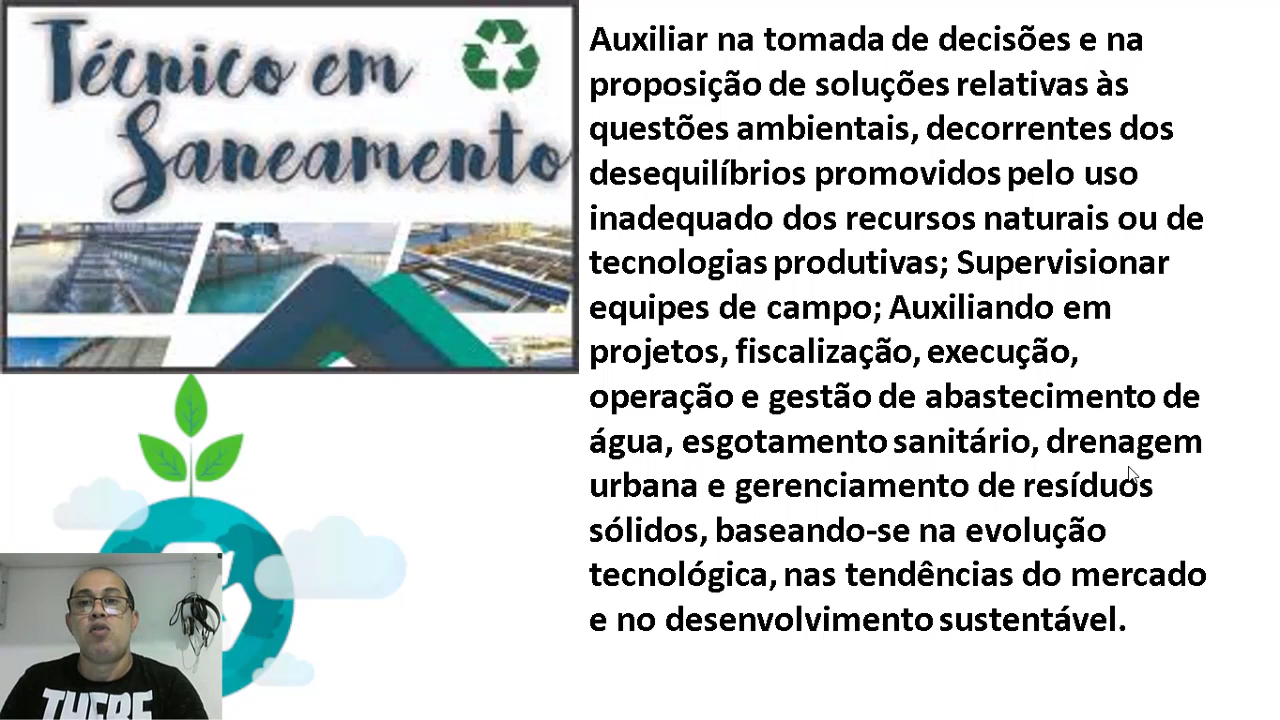 Técnico em
Saneamento
Auxiliar na tomada de decisões e na
proposição de soluções relativas às
questões ambientais, decorrentes dos
desequilíbrios promovidos pelo uso
inadequado dos recursos naturais ou de
tecnologias produtivas; Supervisionar
equipes de campo; Auxiliando em
projetos, fiscalização, execução,
operação e gestão de abastecimento de
água, esgotamento sanitário, drenagem
urbana e gerenciamento de resíduos
sólidos, baseando-se na evolução
tecnológica, nas tendências do mercado
e no desenvolvimento sustentável.
THERE